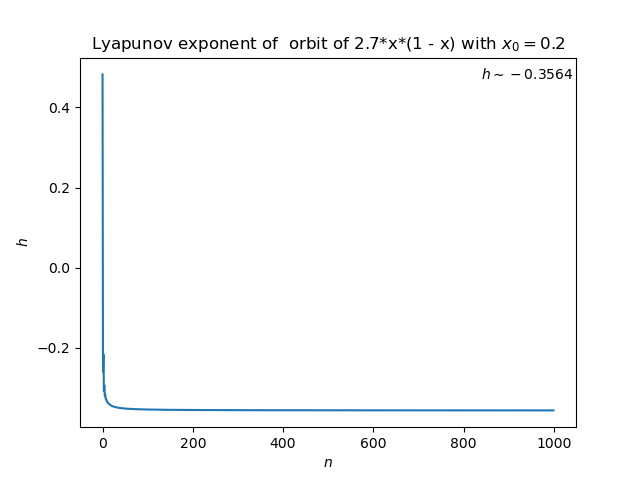 Lyapunov exponent of  orbit of 2.7*x*(1 - x) with $x_0 = 0.2$
h ~ −0.3564
0.4
0.2
0.0
−0.2
h
0 200 400 600 800 1000
n